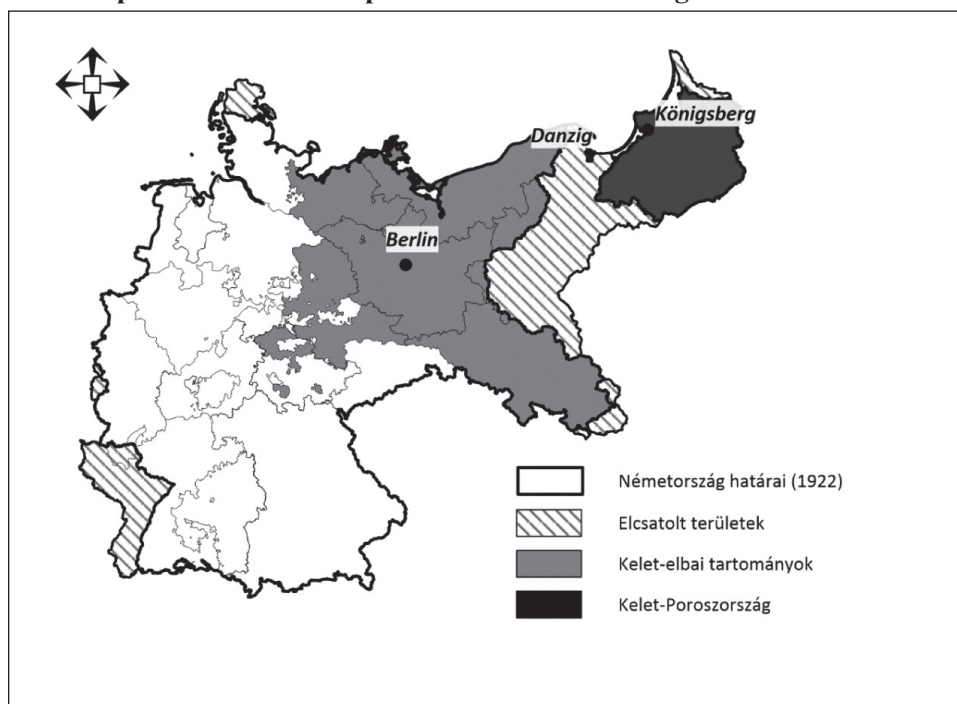 Königsberg
Danzig
Berlin
Németország határai (1922)
Elcsatolt területek
Kelet-elbai tartományok
Kelet-Poroszország